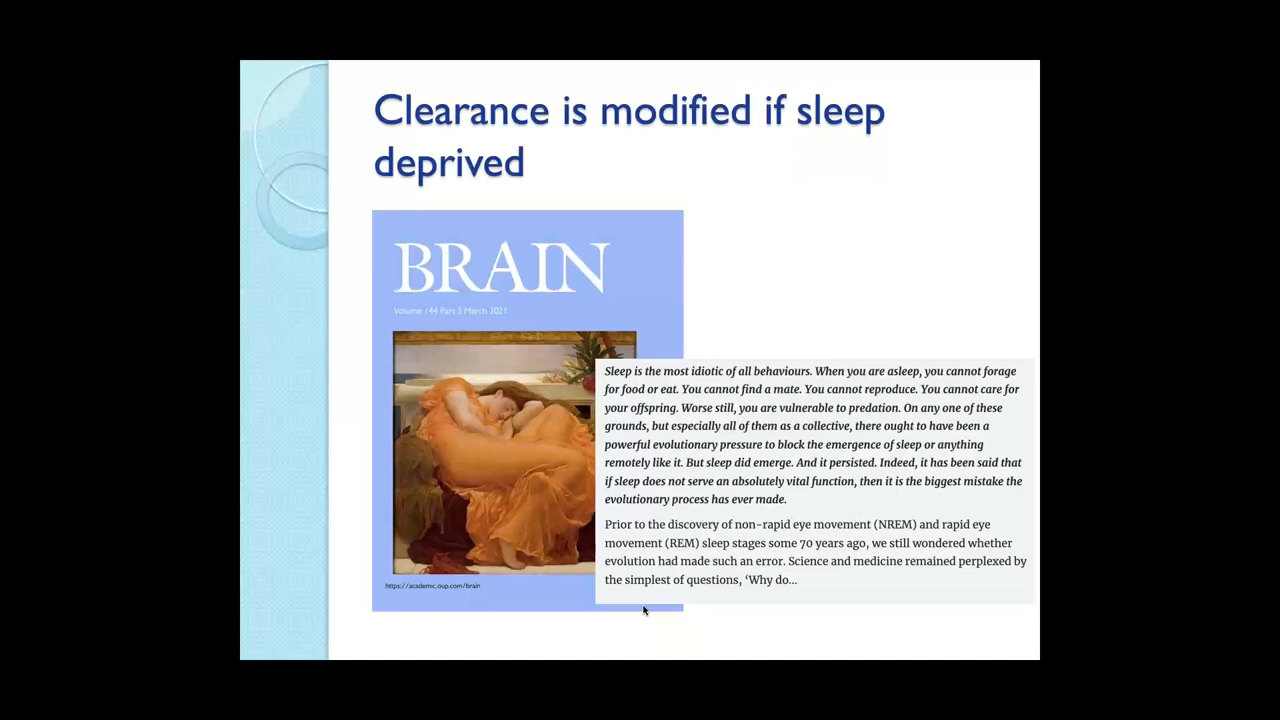 Clearance is modified if sleep
deprived
BRAIN
Volume 144 Part 3 March 2021
https://academic.oup.com/brain
Sleep is the most idiotic of all behaviours. When you are asleep, you cannot forage
for food or eat. You cannot find a mate. You cannot reproduce. You cannot care for
your offspring. Worse still, you are vulnerable to predation. On any one of these
grounds, but especially all of them as a collective, there ought to have been a
powerful evolutionary pressure to block the emergence of sleep or anything
remotely like it. But sleep did emerge. And it persisted. Indeed, it has been said that
if sleep does not serve an absolutely vital function, then it is the biggest mistake the
evolutionary process has ever made.
Prior to the discovery of non-rapid eye movement (NREM) and rapid eye
movement (REM) sleep stages some 70 years ago, we still wondered whether
evolution had made such an error. Science and medicine remained perplexed by
the simplest of questions, ‘Why do...